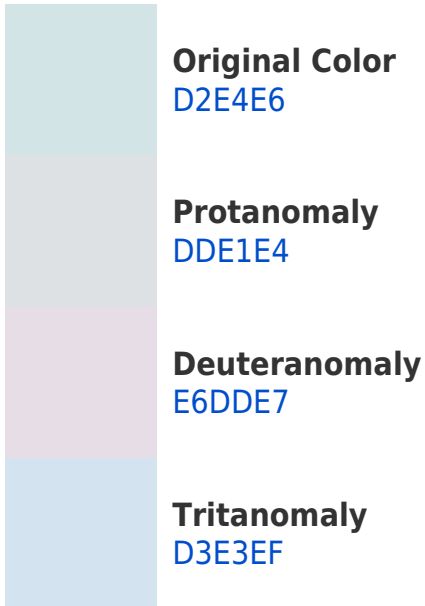 Original Color
D2E4E6
Protanomaly
DDE1E4
Deuteranomaly
E6DDE7
Tritanomaly
D3E3EF